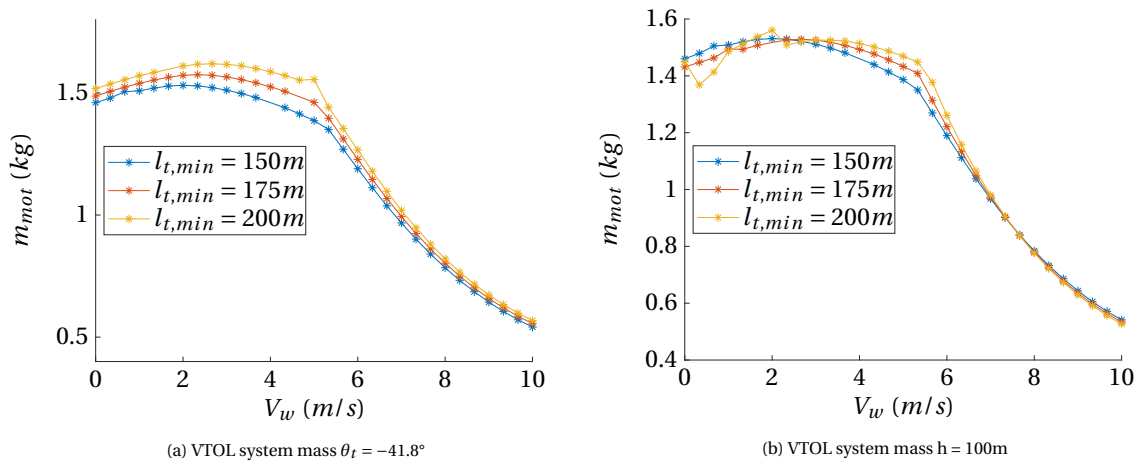 1.5
1
0.5
m_mot (kg)
l_t,min = 150m
l_t,min = 175m
l_t,min = 200m
0 2 4 6 8 10
V_w (m/s)
(a) VTOL system mass θ_t = −41.8°
1.6
1.4
1.2
1
0.8
0.6
0.4
m_mot (kg)
l_t,min = 150m
l_t,min = 175m
l_t,min = 200m
0 2 4 6 8 10
V_w (m/s)
(b) VTOL system mass h = 100m